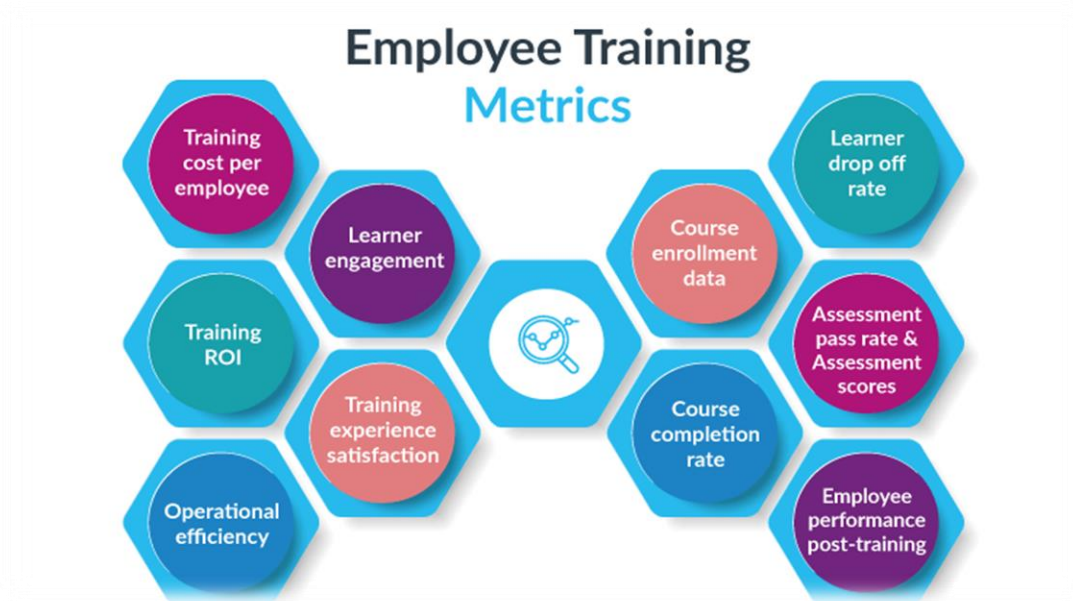 Employee Training
Metrics
Training
cost per
employee
Learner
engagement
Training
ROI
Training
experience
satisfaction
Operational
efficiency
Course
enrollment
data
Learner
drop off
rate
Assessment
pass rate &
Assessment
scores
Course
completion
rate
Employee
performance
post-training